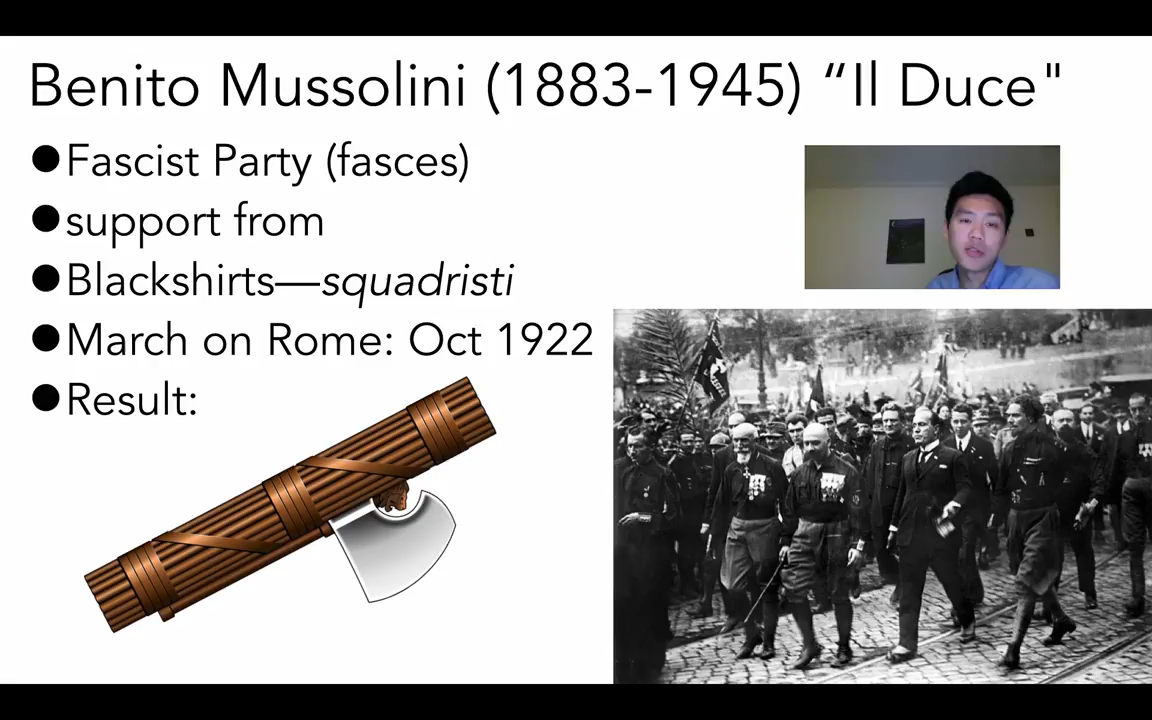 Benito Mussolini (1883-1945) “Il Duce"
●Fascist Party (fasces)
●support from
●Blackshirts—squadristi
●March on Rome: Oct 1922
●Result: